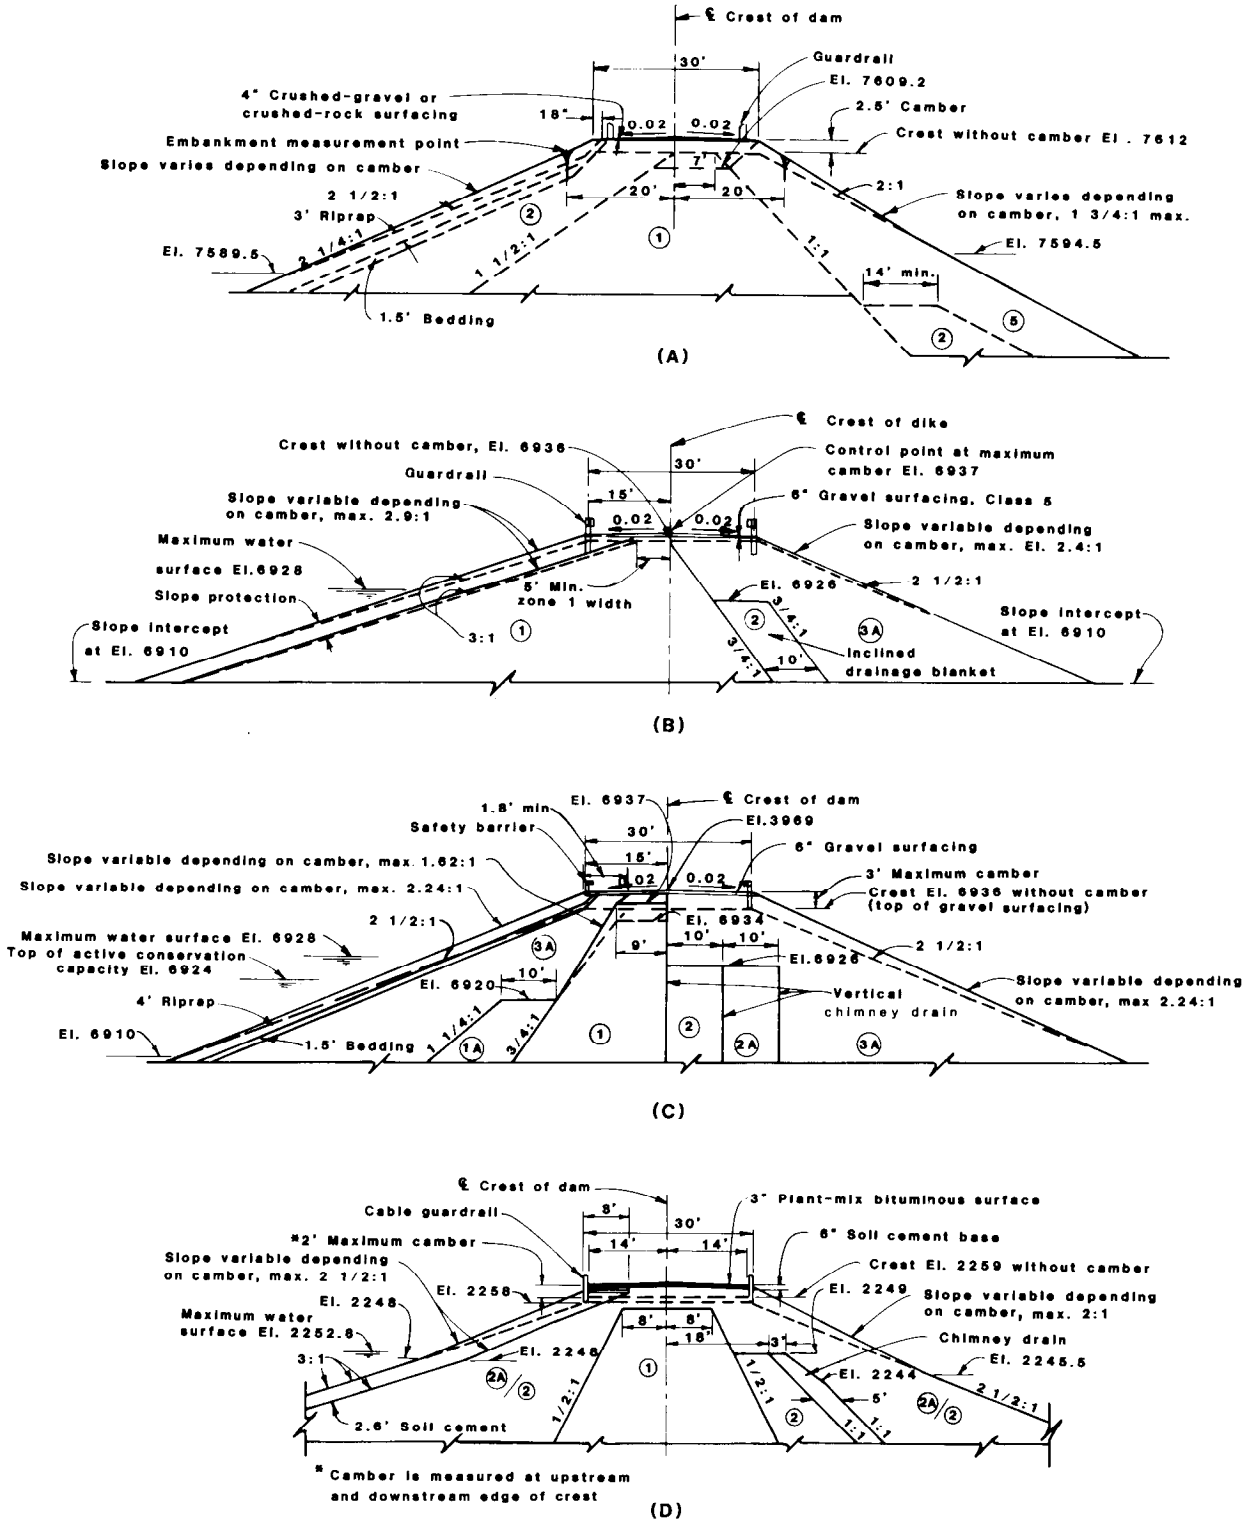 ℄ Crest of dam
Guardrail
30'
El. 7609.2
4" Crushed-gravel or
crushed-rock surfacing
18"
0.02
0.02
2.5' Camber
Crest without camber El . 7612
Embankment measurement point
Slope varies depending on camber
7'
2 1/2:1
3' Riprap
20'
20'
2:1
Slope varies depending
on camber, 1 3/4:1 max.
2
1
2 1/4:1
El. 7589.5
1 1/2:1
1:1
El. 7594.5
14' min.
1.5' Bedding
5
2
(A)
℄ Crest of dike
Crest without camber, El. 6936
Control point at maximum
camber El. 6937
30'
Guardrail
15'
6" Gravel surfacing, Class 5
Slope variable depending
on camber, max. 2.9:1
0.02
0.02
Slope variable depending
on camber, max. El. 2.4:1
Maximum water
surface El.6928
5' Min.
zone 1 width
El. 6926
2 1/2:1
Slope protection
Slope intercept
at El. 6910
3:1
1
2
3/4:1
3/4:1
3A
10'
Inclined
drainage blanket
Slope intercept
at El. 6910
(B)
1.8' min
El. 6937
℄ Crest of dam
El.3969
Safety barrier
30'
15'
6" Gravel surfacing
Slope variable depending on camber, max. 1.62:1
Slope variable depending on camber, max. 2.24:1
.02
0.02
3' Maximum camber
Crest El. 6936 without camber
(top of gravel surfacing)
2 1/2:1
El. 6934
Maximum water surface El. 6928
Top of active conservation
capacity El. 6924
3A
9'
10'
10'
2 1/2:1
El.6926
10'
El. 6920
4' Riprap
Vertical
chimney drain
Slope variable depending
on camber, max 2.24:1
El. 6910
1.5' Bedding
1 1/4:1
1A
3/4:1
1
2
2A
3A
(C)
℄ Crest of dam
3" Plant-mix bituminous surface
Cable guardrail
8'
30'
*2' Maximum camber
14'
14'
6" Soil cement base
Slope variable depending
on camber, max. 2 1/2:1
Crest El. 2259 without camber
El. 2258
El. 2249
El. 2248
Slope variable depending
on camber, max. 2:1
Maximum water
surface El. 2252.8
8'
8'
18'
3'
Chimney drain
El. 2246
El. 2245.5
3:1
1
El. 2244
2A/2
1/2:1
1/2:1
2
5'
2A/2
2 1/2:1
2.6' Soil cement
1:1
1:1
* Camber is measured at upstream
and downstream edge of crest
(D)